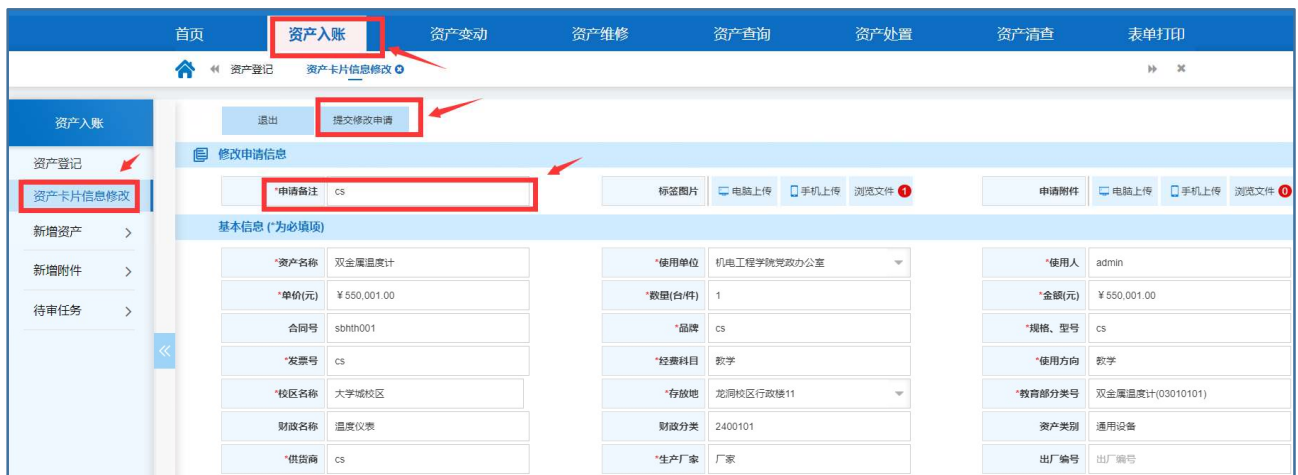 首页 资产入账 资产变动 资产维修 资产查询 资产处置 资产清查 表单打印
资产登记 资产卡片信息修改
资产入账
退出 提交修改申请
修改申请信息
资产登记
*申请备注 cs 标签图片 电脑上传 手机上传 浏览文件 1 申请附件 电脑上传 手机上传 浏览文件 0
资产卡片信息修改
基本信息 (*为必填项)
新增资产
*资产名称 双金属温度计 *使用单位 机电工程学院党政办公室 *使用人 admin
新增附件
*单价(元) ¥550,001.00 *数量(台/件) 1 *金额(元) ¥550,001.00
待审任务
合同号 sbhth001 *品牌 cs *规格、型号 cs
*发票号 cs *经费科目 教学 *使用方向 教学
*校区名称 大学城校区 *存放地 龙洞校区行政楼11 *教育部分类号 双金属温度计(03010101)
财政名称 温度仪表 财政分类 2400101 资产类别 通用设备
*供货商 cs *生产厂家 厂家 出厂编号 出厂编号